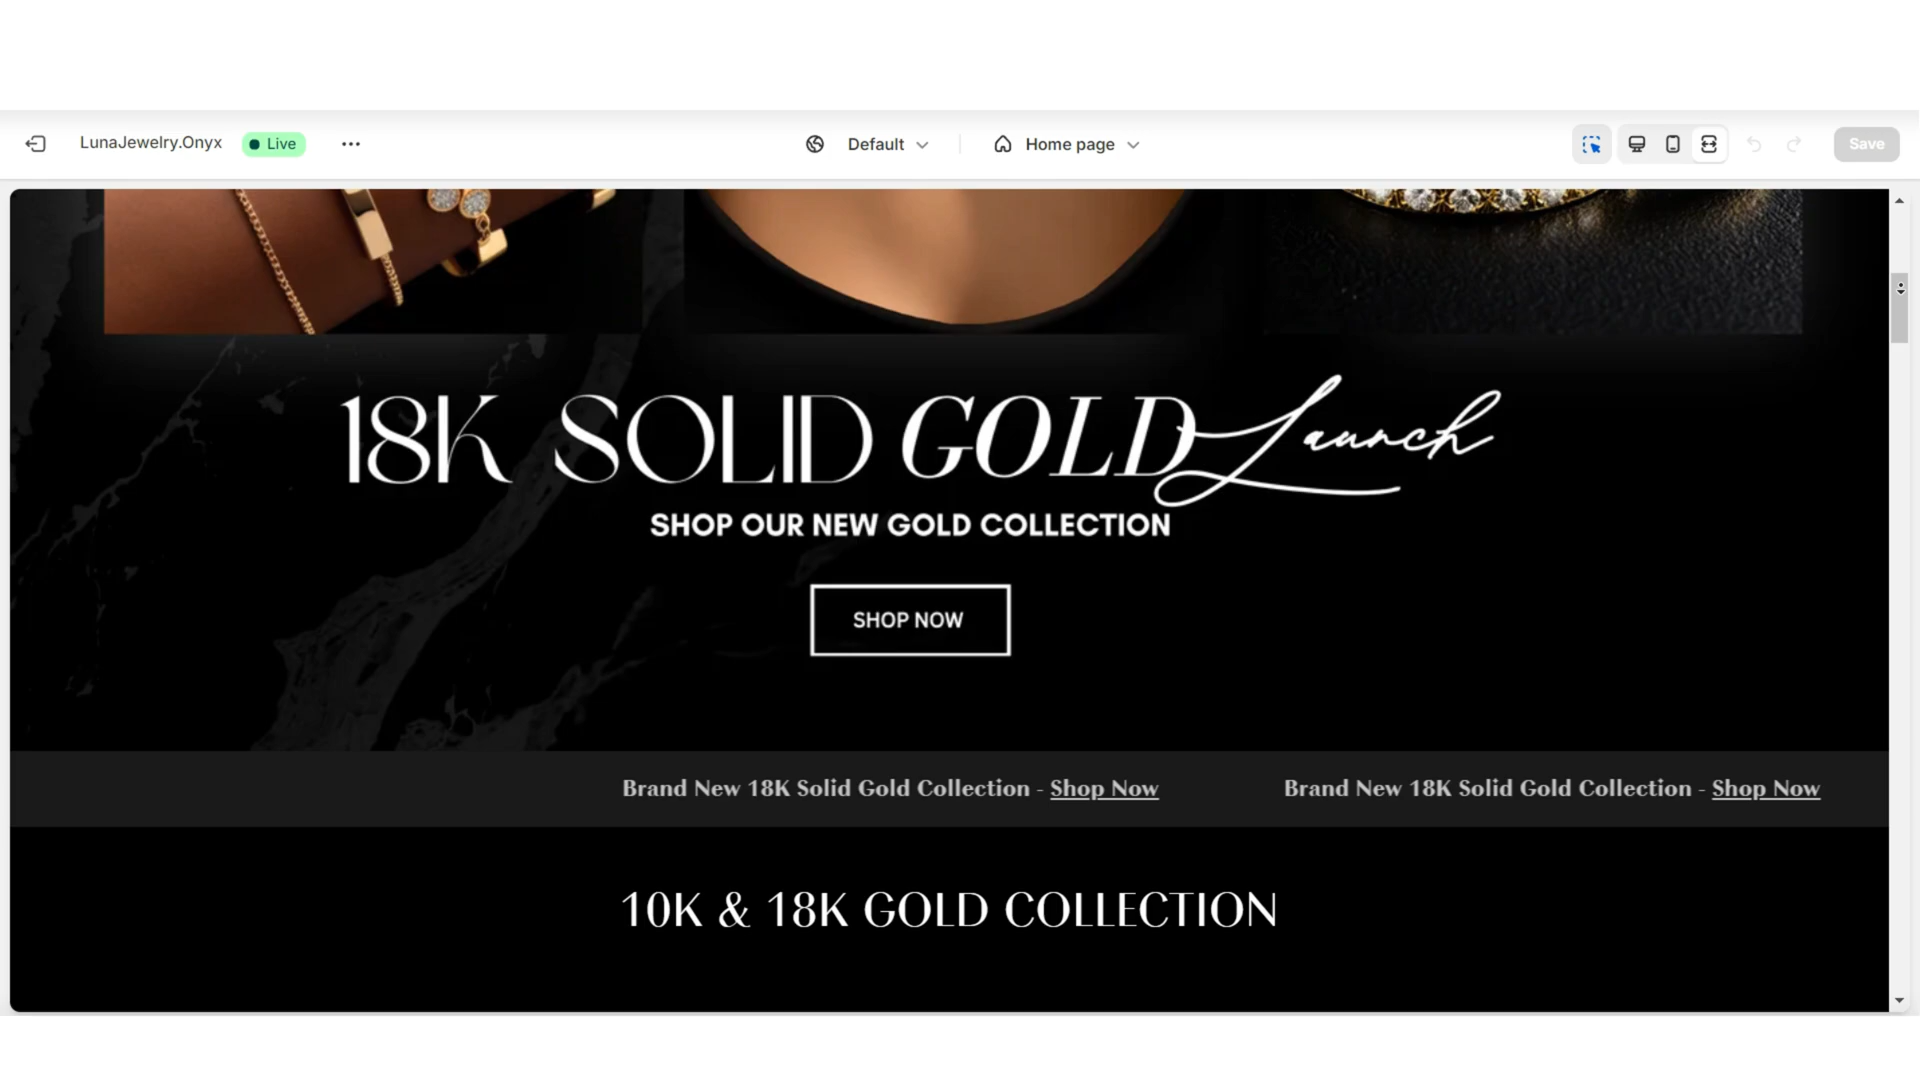 LunaJewelry.Onyx Live Default Home page Save
18K SOLID GOLD Launch
SHOP OUR NEW GOLD COLLECTION
SHOP NOW
Brand New 18K Solid Gold Collection - Shop Now Brand New 18K Solid Gold Collection - Shop Now
10K & 18K GOLD COLLECTION